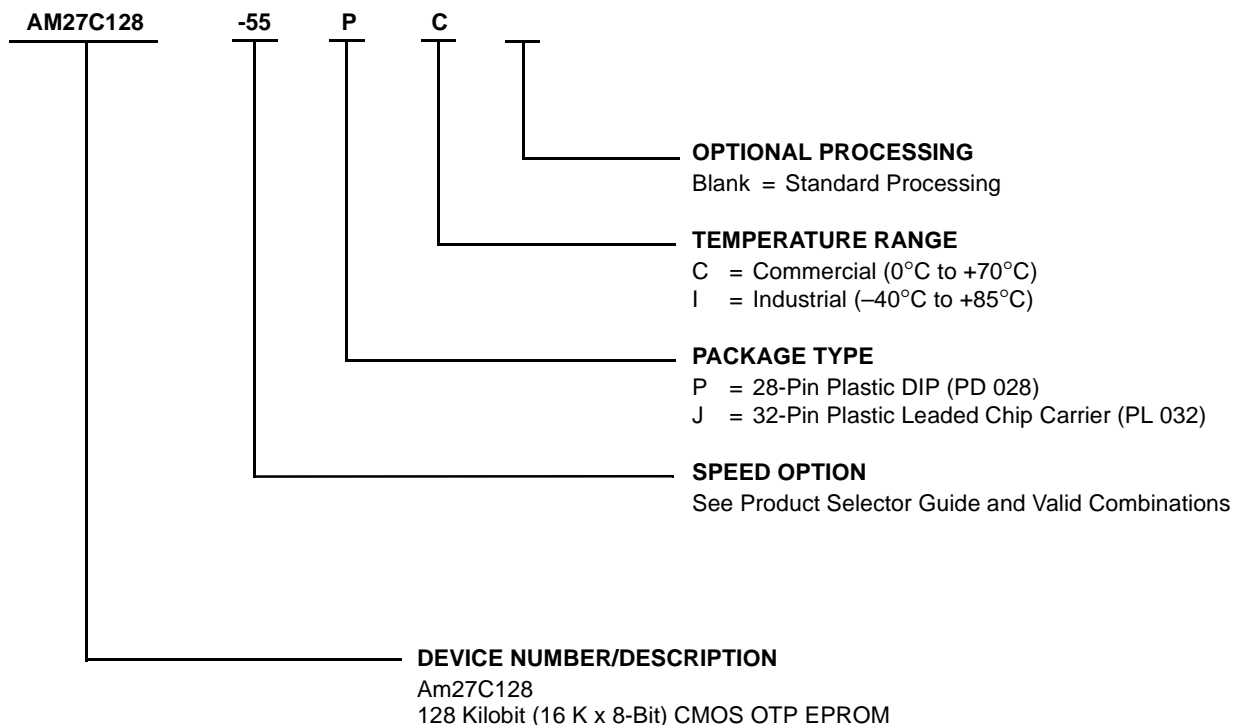 AM27C128 -55 P C
OPTIONAL PROCESSING
Blank = Standard Processing
TEMPERATURE RANGE
C = Commercial (0°C to +70°C)
I = Industrial (–40°C to +85°C)
PACKAGE TYPE
P = 28-Pin Plastic DIP (PD 028)
J = 32-Pin Plastic Leaded Chip Carrier (PL 032)
SPEED OPTION
See Product Selector Guide and Valid Combinations
DEVICE NUMBER/DESCRIPTION
Am27C128
128 Kilobit (16 K x 8-Bit) CMOS OTP EPROM